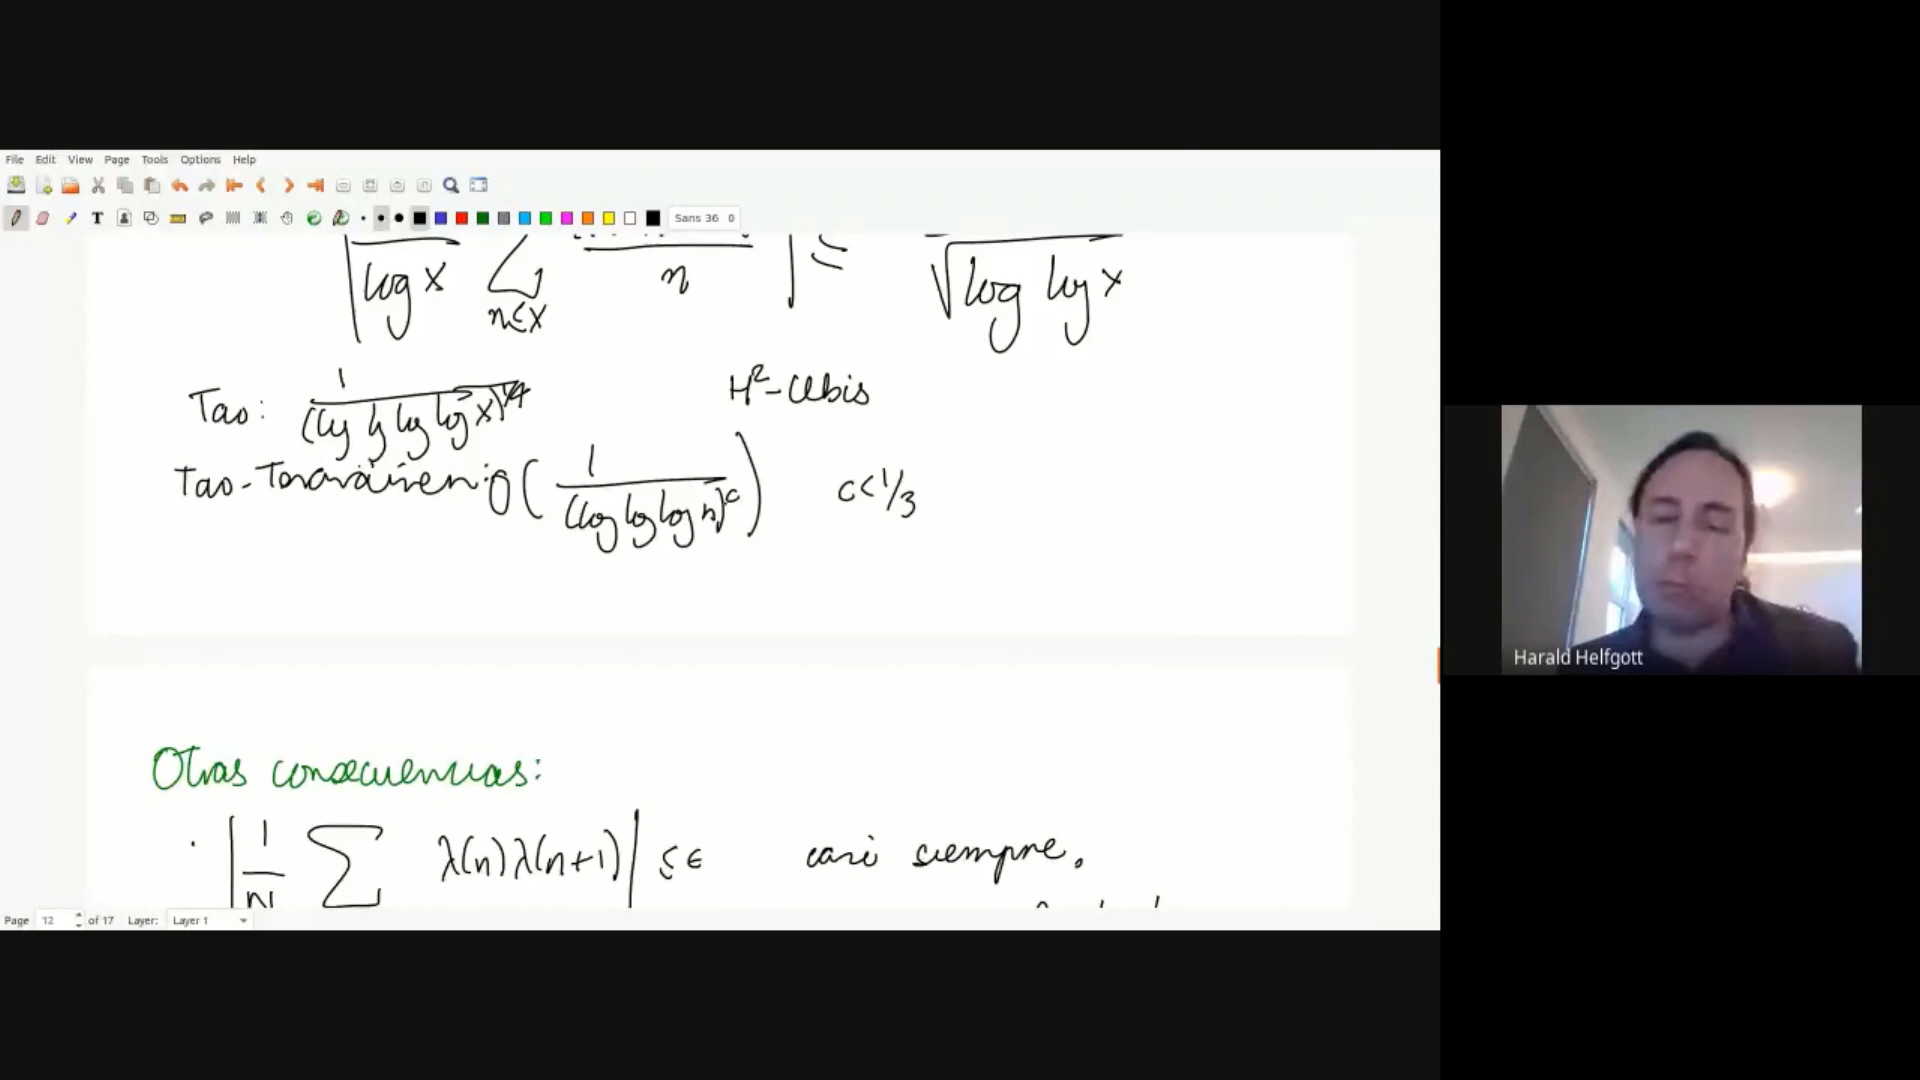 File Edit View Page Tools Options Help
Sans 36 0
log x ∑ n≤x n | ≤ √log log x
Tao: 1/(log log log log x)^{1/4} H²-Ubis
Tao-Teräväinen: O(1/(log log log n)^c) c<1/3
Harald Helfgott
Otras consecuencias:
· |1/N ∑ λ(n)λ(n+1)| ≤ ε casi siempre.
Page 12 of 17 Layer: Layer 1